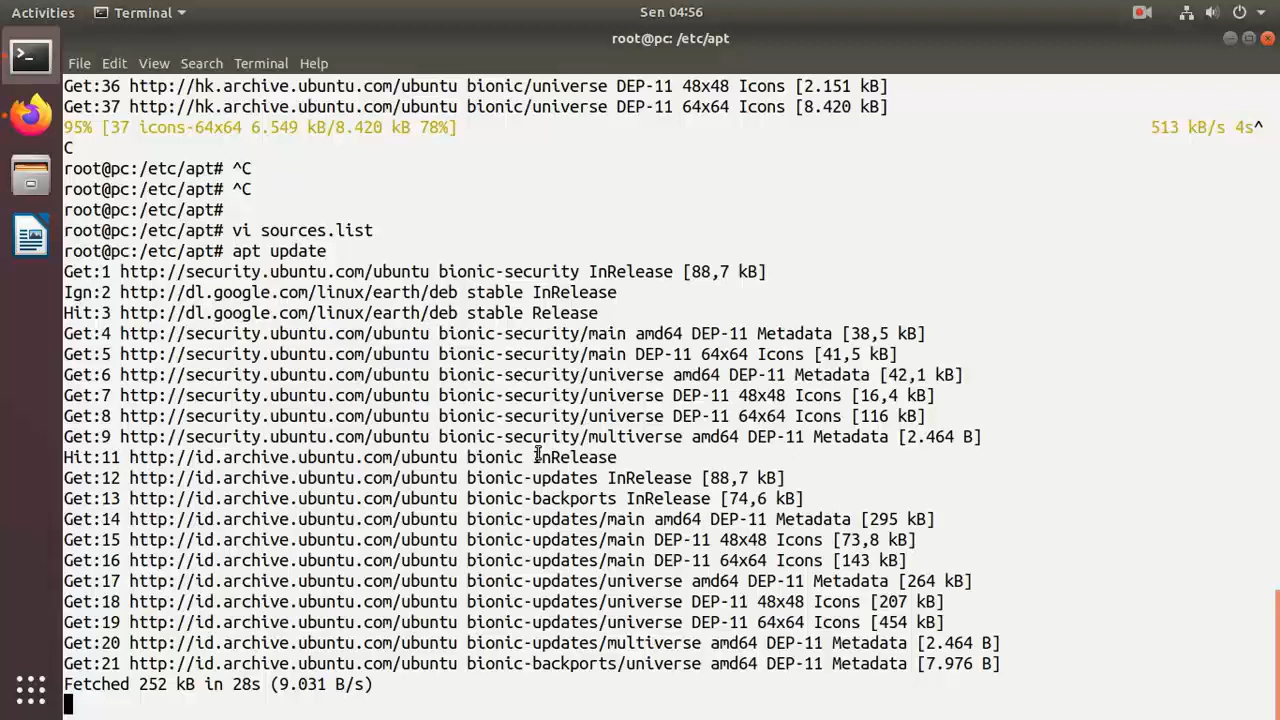 Activities
Terminal
Sen 04:56
root@pc: /etc/apt
File Edit View Search Terminal Help
Get:36 http://hk.archive.ubuntu.com/ubuntu bionic/universe DEP-11 48x48 Icons [2.151 kB]
Get:37 http://hk.archive.ubuntu.com/ubuntu bionic/universe DEP-11 64x64 Icons [8.420 kB]
95% [37 icons-64x64 6.549 kB/8.420 kB 78%] 513 kB/s 4s^
C
root@pc:/etc/apt# ^C
root@pc:/etc/apt# ^C
root@pc:/etc/apt#
root@pc:/etc/apt# vi sources.list
root@pc:/etc/apt# apt update
Get:1 http://security.ubuntu.com/ubuntu bionic-security InRelease [88,7 kB]
Ign:2 http://dl.google.com/linux/earth/deb stable InRelease
Hit:3 http://dl.google.com/linux/earth/deb stable Release
Get:4 http://security.ubuntu.com/ubuntu bionic-security/main amd64 DEP-11 Metadata [38,5 kB]
Get:5 http://security.ubuntu.com/ubuntu bionic-security/main DEP-11 64x64 Icons [41,5 kB]
Get:6 http://security.ubuntu.com/ubuntu bionic-security/universe amd64 DEP-11 Metadata [42,1 kB]
Get:7 http://security.ubuntu.com/ubuntu bionic-security/universe DEP-11 48x48 Icons [16,4 kB]
Get:8 http://security.ubuntu.com/ubuntu bionic-security/universe DEP-11 64x64 Icons [116 kB]
Get:9 http://security.ubuntu.com/ubuntu bionic-security/multiverse amd64 DEP-11 Metadata [2.464 B]
Hit:11 http://id.archive.ubuntu.com/ubuntu bionic InRelease
Get:12 http://id.archive.ubuntu.com/ubuntu bionic-updates InRelease [88,7 kB]
Get:13 http://id.archive.ubuntu.com/ubuntu bionic-backports InRelease [74,6 kB]
Get:14 http://id.archive.ubuntu.com/ubuntu bionic-updates/main amd64 DEP-11 Metadata [295 kB]
Get:15 http://id.archive.ubuntu.com/ubuntu bionic-updates/main DEP-11 48x48 Icons [73,8 kB]
Get:16 http://id.archive.ubuntu.com/ubuntu bionic-updates/main DEP-11 64x64 Icons [143 kB]
Get:17 http://id.archive.ubuntu.com/ubuntu bionic-updates/universe amd64 DEP-11 Metadata [264 kB]
Get:18 http://id.archive.ubuntu.com/ubuntu bionic-updates/universe DEP-11 48x48 Icons [207 kB]
Get:19 http://id.archive.ubuntu.com/ubuntu bionic-updates/universe DEP-11 64x64 Icons [454 kB]
Get:20 http://id.archive.ubuntu.com/ubuntu bionic-updates/multiverse amd64 DEP-11 Metadata [2.464 B]
Get:21 http://id.archive.ubuntu.com/ubuntu bionic-backports/universe amd64 DEP-11 Metadata [7.976 B]
Fetched 252 kB in 28s (9.031 B/s)